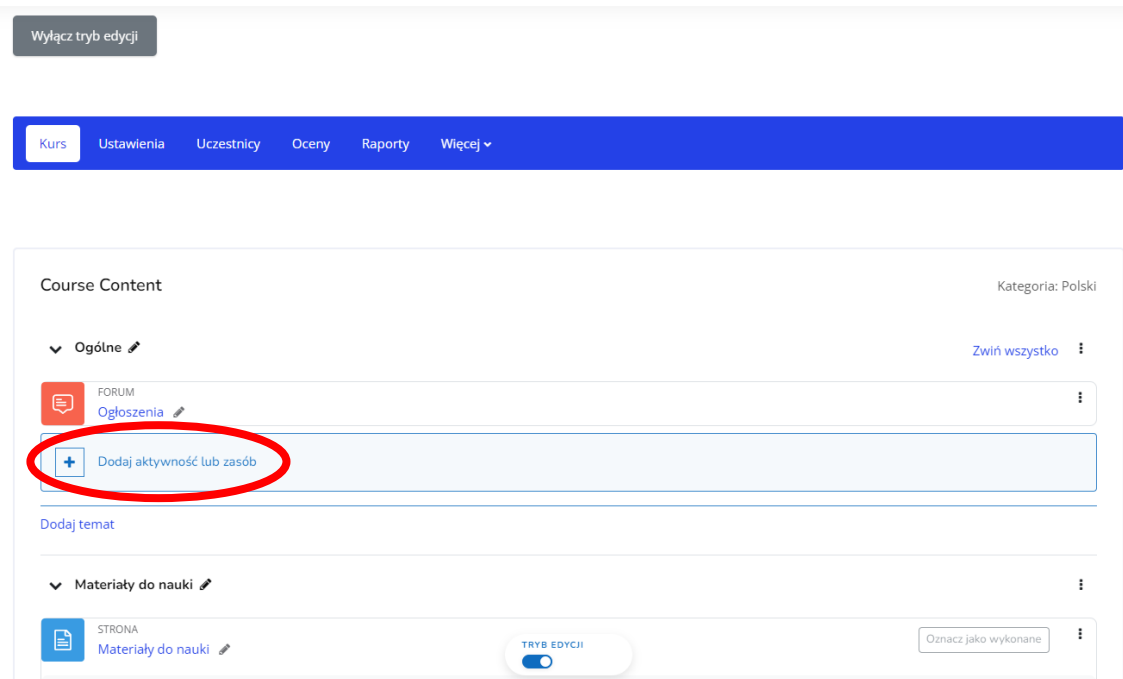 Wyłącz tryb edycji
Kurs Ustawienia Uczestnicy Oceny Raporty Więcej
Course Content Kategoria: Polski
Ogólne Zwiń wszystko
FORUM
Ogłoszenia
Dodaj aktywność lub zasób
Dodaj temat
Materiały do nauki
STRONA
Materiały do nauki Oznacz jako wykonane
TRYB EDYCJI